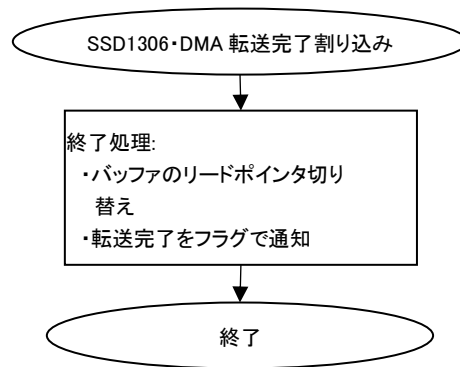 SSD1306・DMA 転送完了割り込み
終了処理:
・バッファのリードポインタ切り
替え
・転送完了をフラグで通知
終了